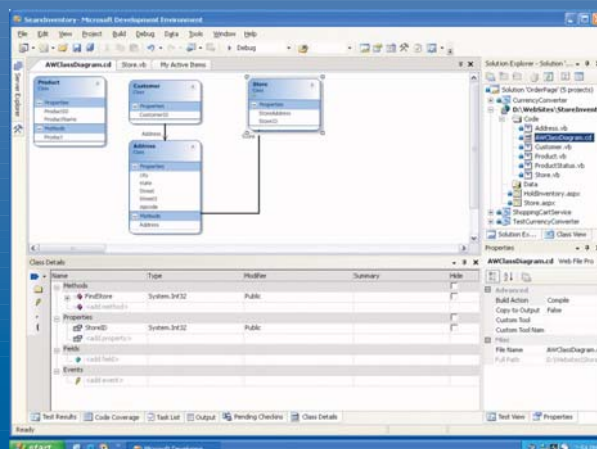 SearsInventory - Microsoft Development Environment
File Edit View Project Build Debug Data Tools Window Help
Debug
AWClassDiagram.cd Store.vb My Active Items
Server Explorer
Product
Class
Properties
ProductID
ProductName
Methods
Product
Customer
Class
Properties
CustomerID
Address
Address
Class
Properties
city
state
Street
StreetID
zipcode
Methods
Address
Store
Class
Properties
StoreAddress
StoreID
Solution Explorer - Solution '...
Solution 'OrderPage' (5 projects)
CurrencyConverter
D:\WebSites\StoreInvent
Code
Address.vb
AWClassDiagram.cd
Customer.vb
Product.vb
ProductStatus.vb
Store.vb
Data
HoldInventory.aspx
Store.aspx
ShoppingCartService
TestCurrencyConverter
Solution Ex... Class View
Properties
AWClassDiagram.cd Web File Pro
Advanced
Build Action Compile
Copy to Output False
Custom Tool
Custom Tool Nam
Misc
File Name AWClassDiagram.
Full Path D:\WebSites\Store
Test View Properties
Class Details
Name Type Modifier Summary Hide
Methods
FindStore System.Int32 Public
<add method>
Properties
StoreID System.Int32 Public
<add property>
Fields
<add field>
Events
<add event>
Test Results Code Coverage Task List Output Pending Checkins Class Details
Ready
start